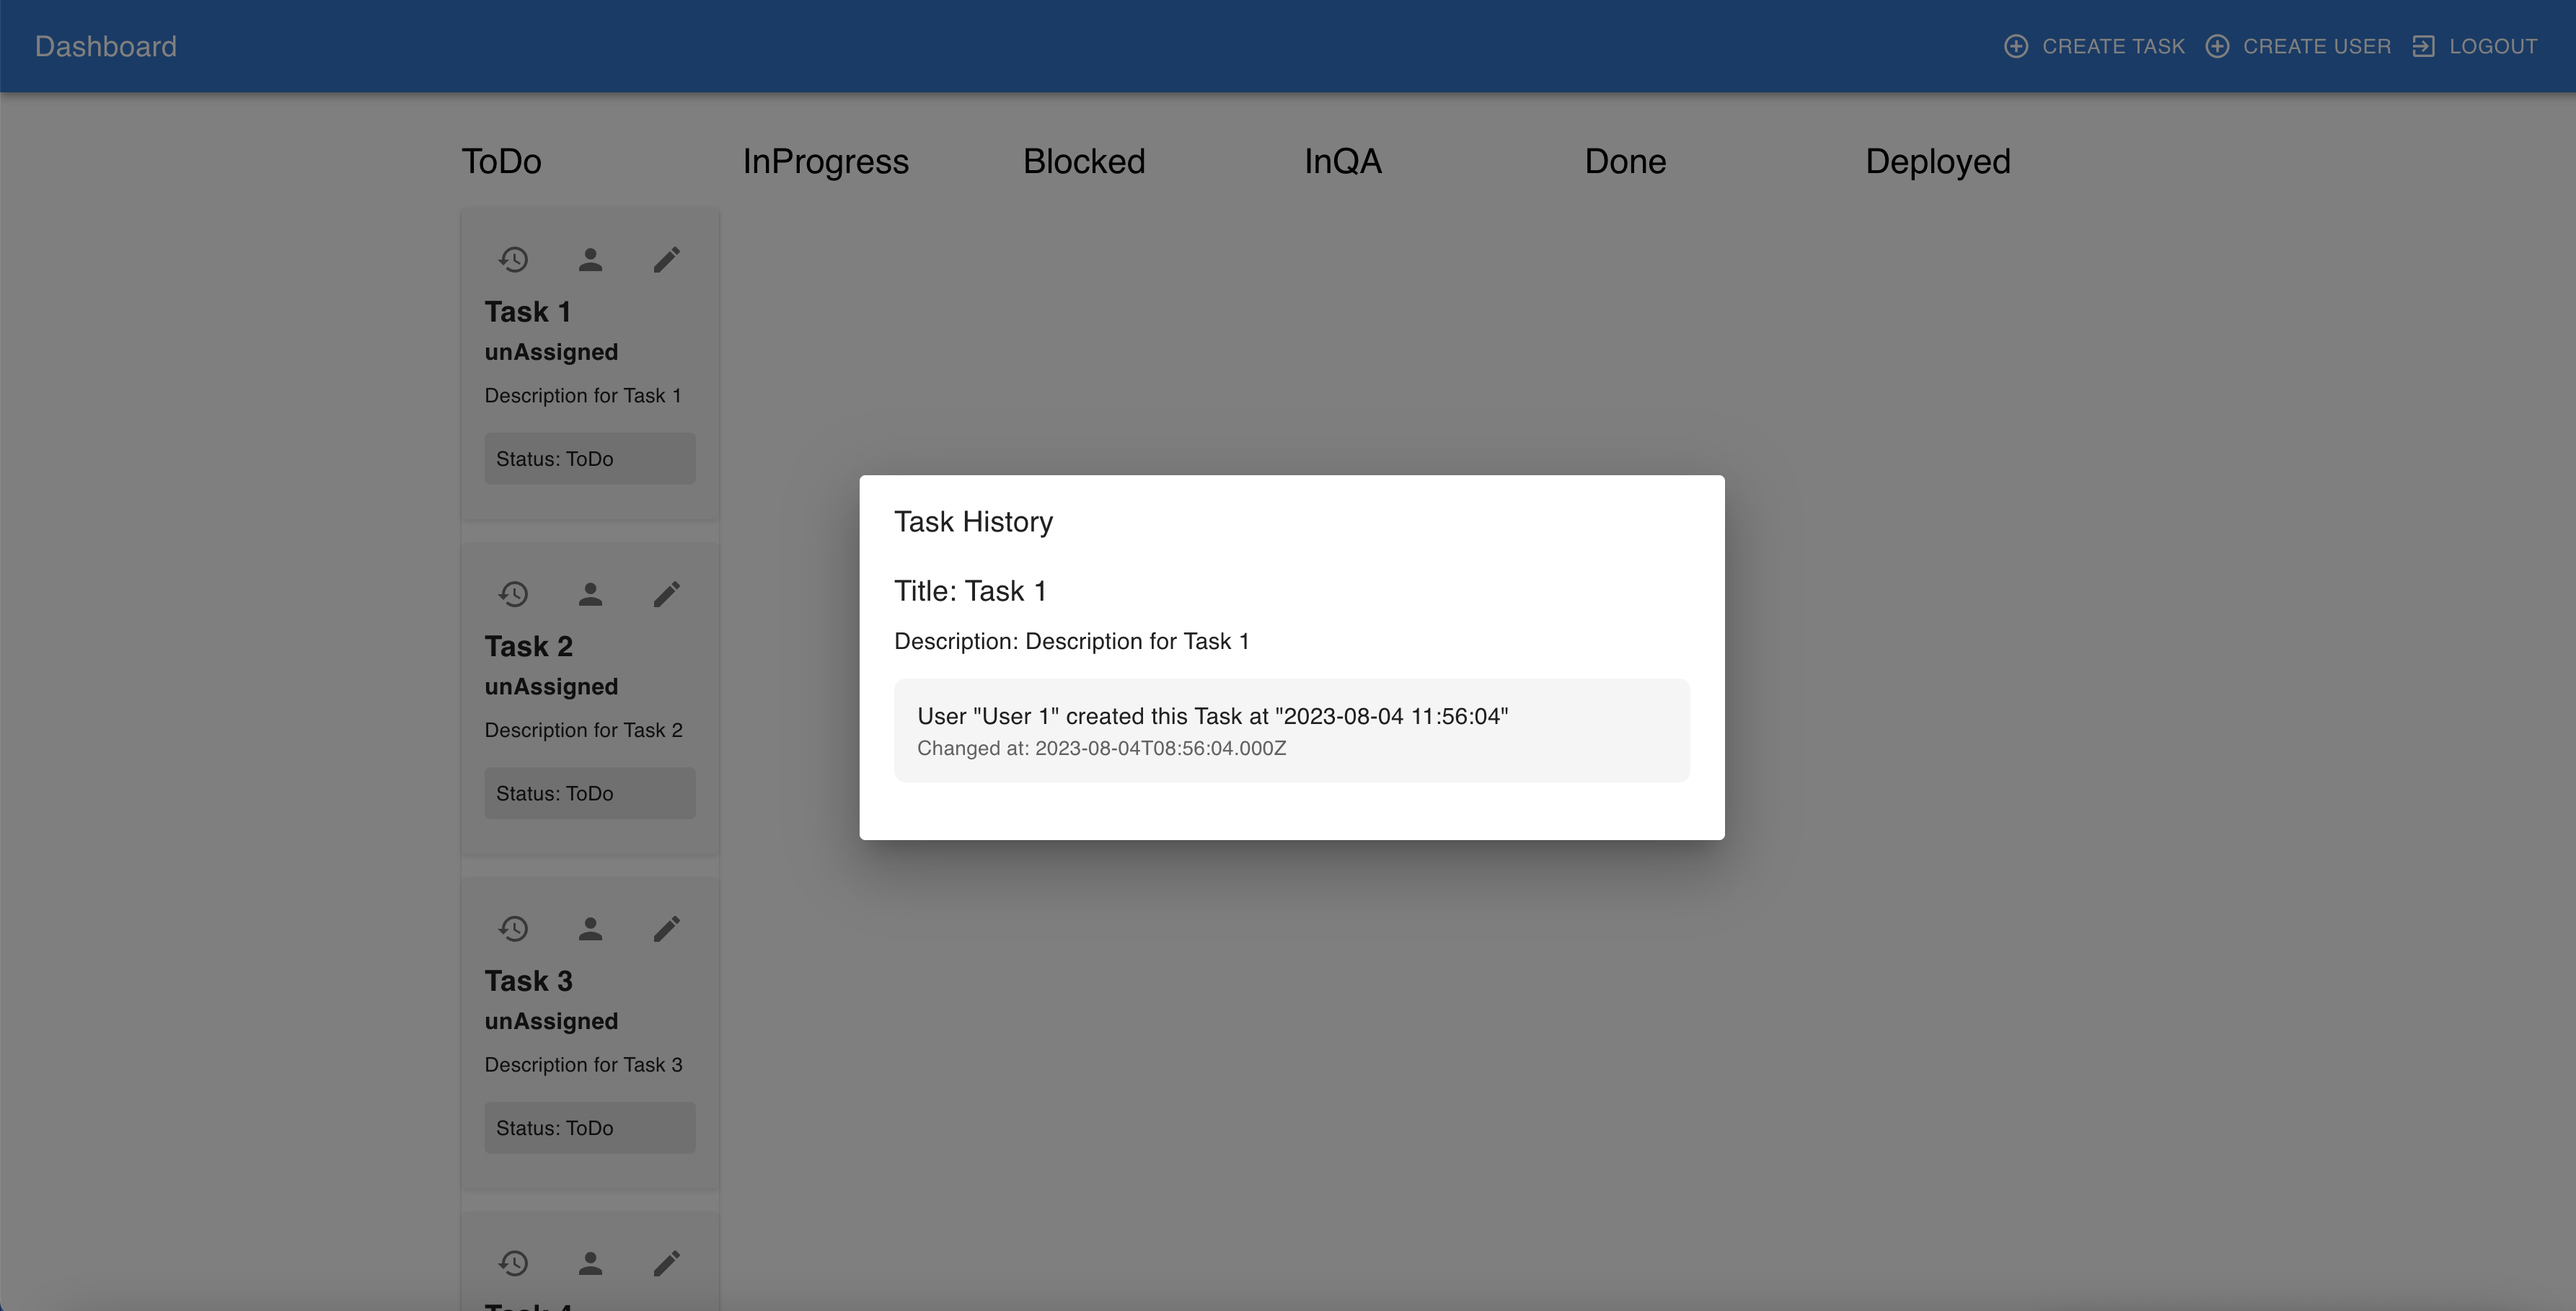 Dashboard
CREATE TASK
CREATE USER
LOGOUT
ToDo
InProgress
Blocked
InQA
Done
Deployed
Task 1
unAssigned
Description for Task 1
Status: ToDo
Task 2
unAssigned
Description for Task 2
Status: ToDo
Task 3
unAssigned
Description for Task 3
Status: ToDo
Task 4
Task History
Title: Task 1
Description: Description for Task 1
User "User 1" created this Task at "2023-08-04 11:56:04"
Changed at: 2023-08-04T08:56:04.000Z